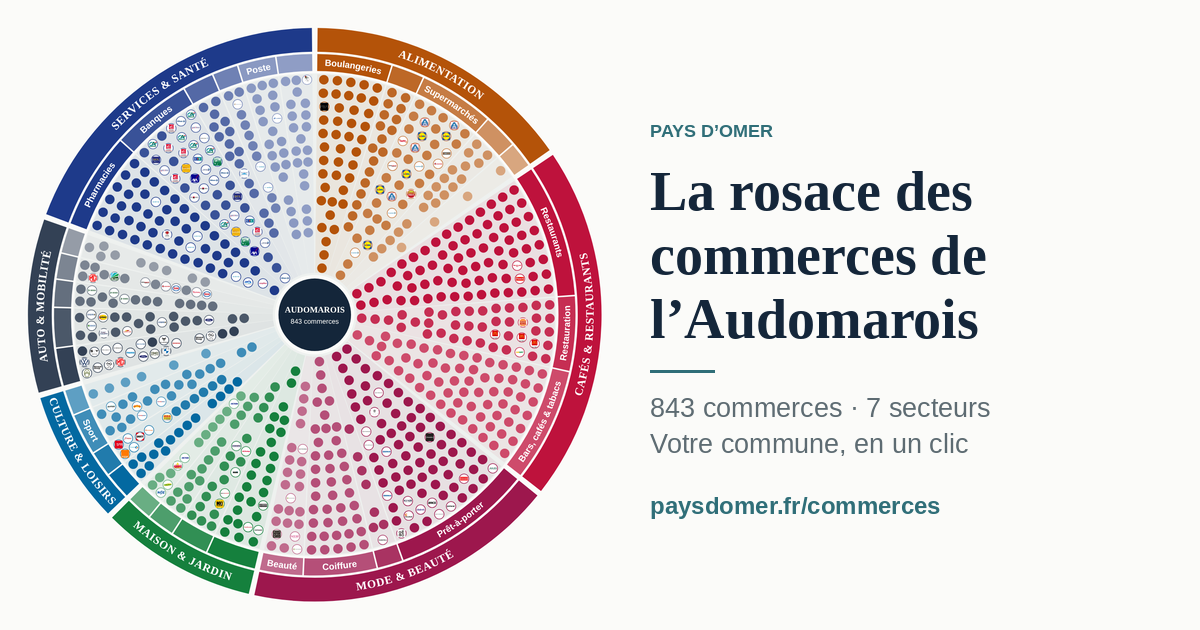 SERVICES & SANTÉ
Poste
Banques
Pharmacies
ALIMENTATION
Boulangeries
Supermarchés
CAFÉS & RESTAURANTS
Restaurants
Restauration
Bars, cafés & tabacs
MODE & BEAUTÉ
Prêt-à-porter
Coiffure
Beauté
MAISON & JARDIN
CULTURE & LOISIRS
Sport
AUTO & MOBILITÉ
AUDOMAROIS
843 commerces
PAYS D’OMER
La rosace des
commerces de
l’Audomarois
843 commerces · 7 secteurs
Votre commune, en un clic
paysdomer.fr/commerces